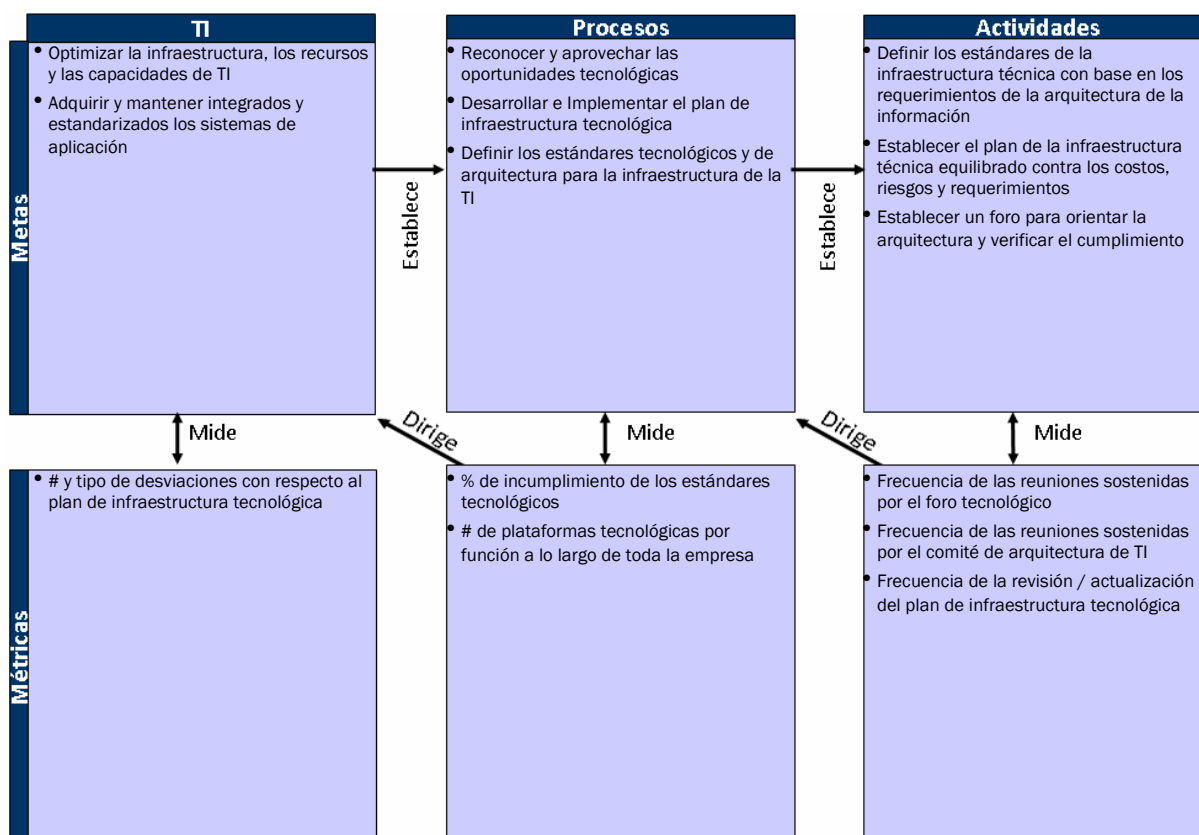 TI
Procesos
Actividades
Metas
• Optimizar la infraestructura, los recursos
y las capacidades de TI
• Adquirir y mantener integrados y
estandarizados los sistemas de
aplicación
Establece
• Reconocer y aprovechar las
oportunidades tecnológicas
• Desarrollar e Implementar el plan de
infraestructura tecnológica
• Definir los estándares tecnológicos y de
arquitectura para la infraestructura de la
TI
Establece
• Definir los estándares de la
infraestructura técnica con base en los
requerimientos de la arquitectura de la
información
• Establecer el plan de la infraestructura
técnica equilibrado contra los costos,
riesgos y requerimientos
• Establecer un foro para orientar la
arquitectura y verificar el cumplimiento
Mide
Dirige
Mide
Dirige
Mide
Métricas
• # y tipo de desviaciones con respecto al
plan de infraestructura tecnológica
• % de incumplimiento de los estándares
tecnológicos
• # de plataformas tecnológicas por
función a lo largo de toda la empresa
• Frecuencia de las reuniones sostenidas
por el foro tecnológico
• Frecuencia de las reuniones sostenidas
por el comité de arquitectura de TI
• Frecuencia de la revisión / actualización
del plan de infraestructura tecnológica